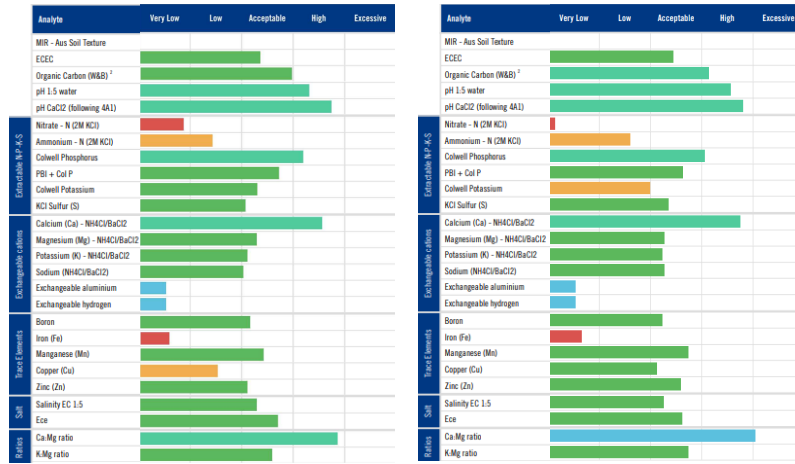 Analyte Very Low Low Acceptable High Excessive
MIR - Aus Soil Texture
ECEC
Organic Carbon (W&B) ²
pH 1:5 water
pH CaCl2 (following 4A1)
Extractable N-P-K-S
Nitrate - N (2M KCl)
Ammonium - N (2M KCl)
Colwell Phosphorus
PBI + Col P
Colwell Potassium
KCl Sulfur (S)
Exchangeable cations
Calcium (Ca) - NH4Cl/BaCl2
Magnesium (Mg) - NH4Cl/BaCl2
Potassium (K) - NH4Cl/BaCl2
Sodium (NH4Cl/BaCl2)
Exchangeable aluminium
Exchangeable hydrogen
Trace Elements
Boron
Iron (Fe)
Manganese (Mn)
Copper (Cu)
Zinc (Zn)
Salt
Salinity EC 1:5
Ece
Ratios
Ca:Mg ratio
K:Mg ratio
Analyte Very Low Low Acceptable High Excessive
MIR - Aus Soil Texture
ECEC
Organic Carbon (W&B) ²
pH 1:5 water
pH CaCl2 (following 4A1)
Extractable N-P-K-S
Nitrate - N (2M KCl)
Ammonium - N (2M KCl)
Colwell Phosphorus
PBI + Col P
Colwell Potassium
KCl Sulfur (S)
Exchangeable cations
Calcium (Ca) - NH4Cl/BaCl2
Magnesium (Mg) - NH4Cl/BaCl2
Potassium (K) - NH4Cl/BaCl2
Sodium (NH4Cl/BaCl2)
Exchangeable aluminium
Exchangeable hydrogen
Trace Elements
Boron
Iron (Fe)
Manganese (Mn)
Copper (Cu)
Zinc (Zn)
Salt
Salinity EC 1:5
Ece
Ratios
Ca:Mg ratio
K:Mg ratio